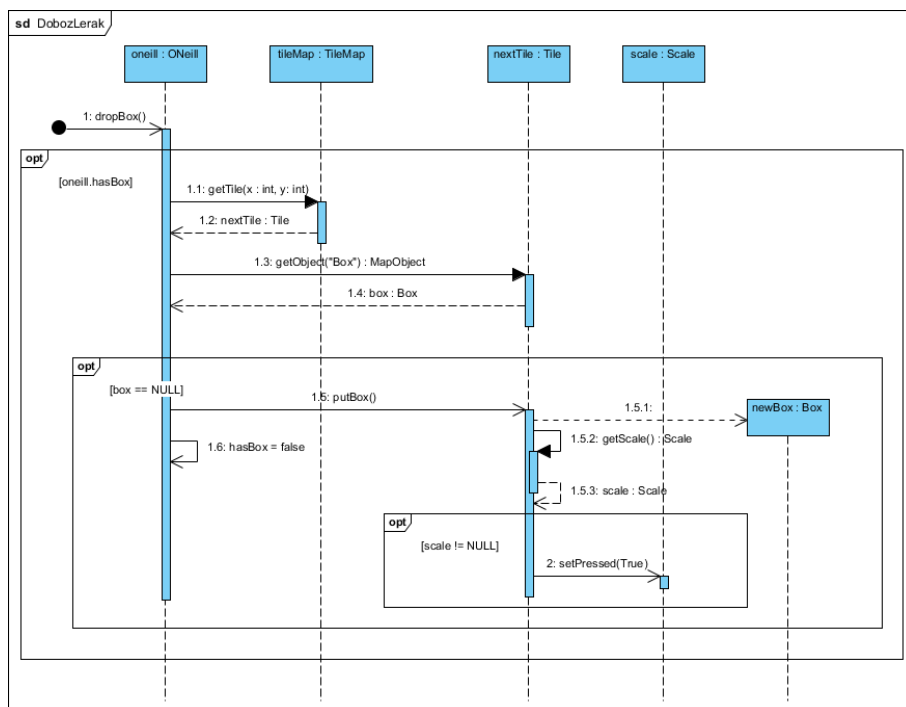 sd DobozLerak
oneill : ONeill
tileMap : TileMap
nextTile : Tile
scale : Scale
1: dropBox()
opt
[oneill.hasBox]
1.1: getTile(x : int, y: int)
1.2: nextTile : Tile
1.3: getObject("Box") : MapObject
1.4: box : Box
opt
[box == NULL]
1.5: putBox()
1.5.1:
newBox : Box
1.5.2: getScale() : Scale
1.6: hasBox = false
1.5.3: scale : Scale
opt
[scale != NULL]
2: setPressed(True)